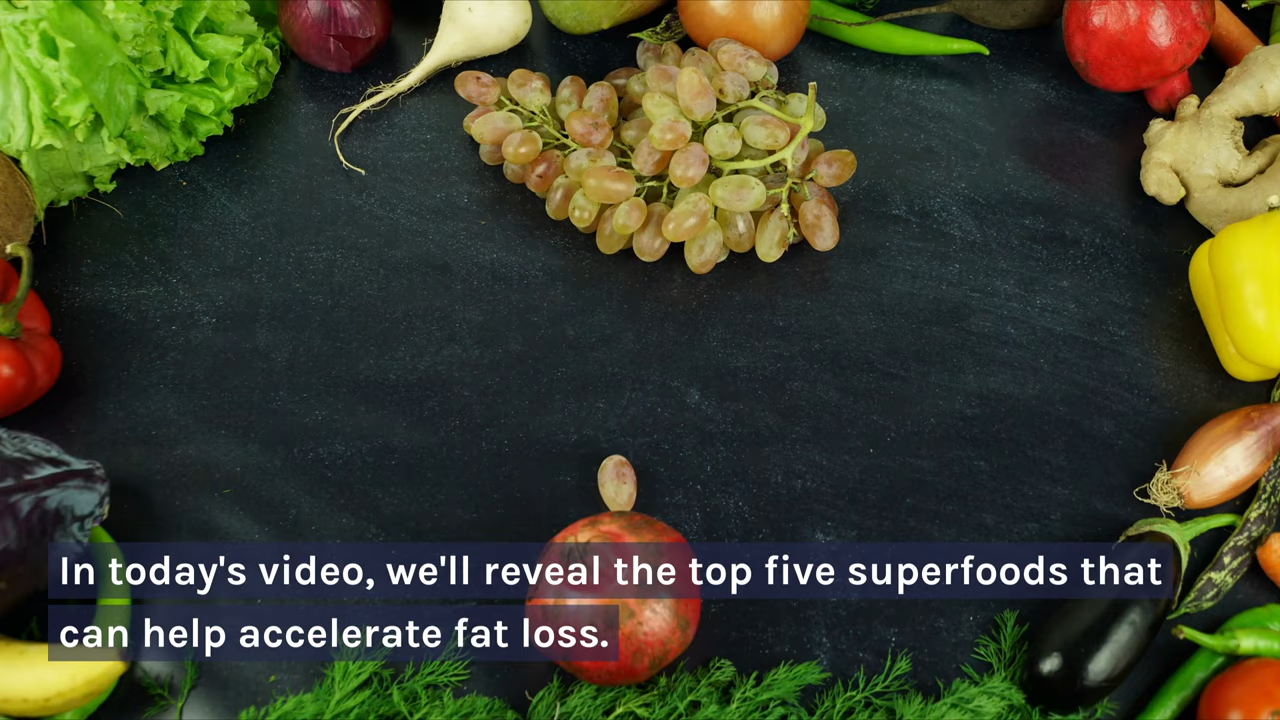 In today's video, we'll reveal the top five superfoods that
can help accelerate fat loss.